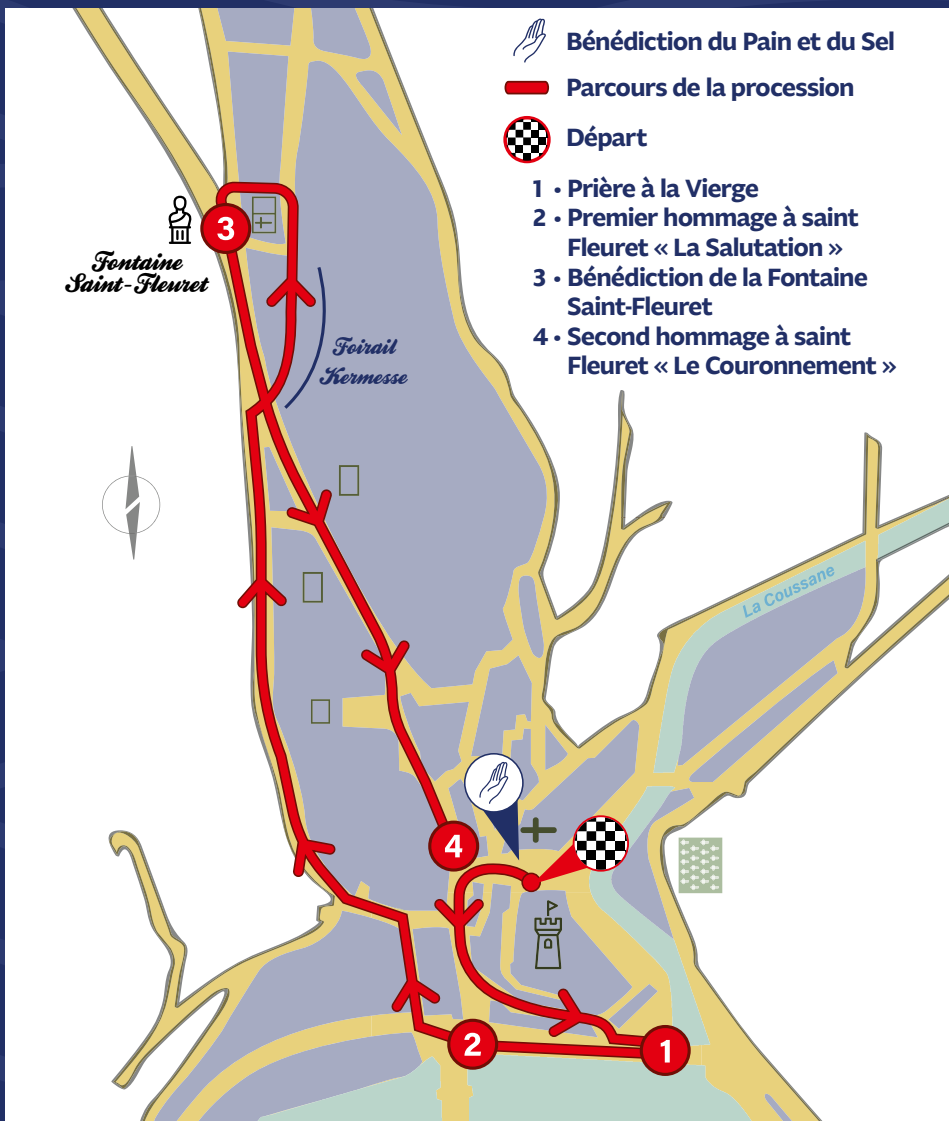 Bénédiction du Pain et du Sel
Parcours de la procession
Départ
1 • Prière à la Vierge
2 • Premier hommage à saint
Fleuret « La Salutation »
3 • Bénédiction de la Fontaine
Saint-Fleuret
4 • Second hommage à saint
Fleuret « Le Couronnement »
3
Fontaine
Saint-Fleuret
Foirail
Kermesse
La Coussane
4
2
1